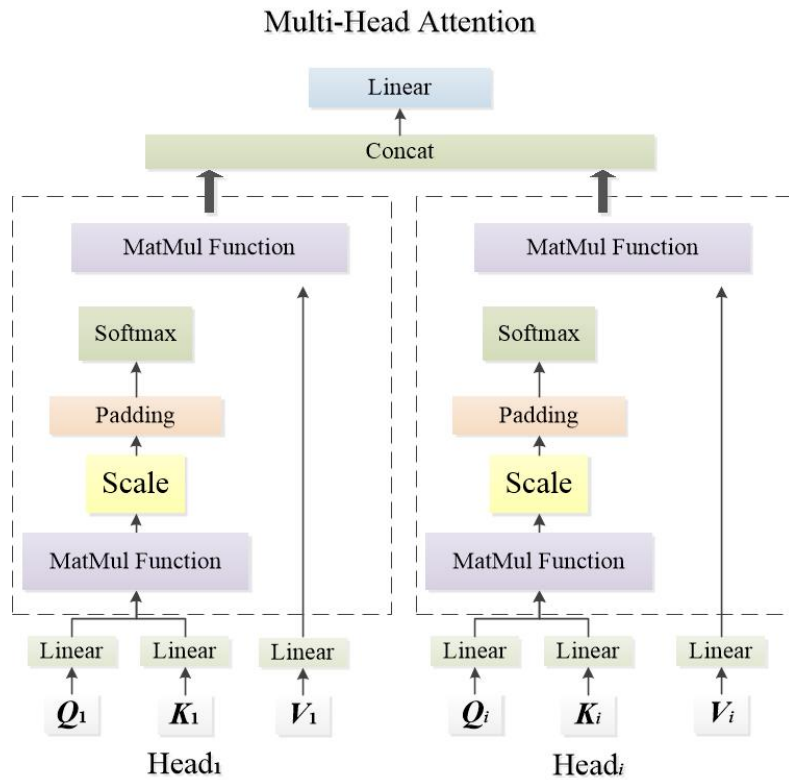 Multi-Head Attention
Linear
Concat
MatMul Function
MatMul Function
Softmax
Softmax
Padding
Padding
Scale
Scale
MatMul Function
MatMul Function
Linear
Linear
Linear
Linear
Linear
Linear
Q₁
K₁
V₁
Qᵢ
Kᵢ
Vᵢ
Head₁
Headᵢ